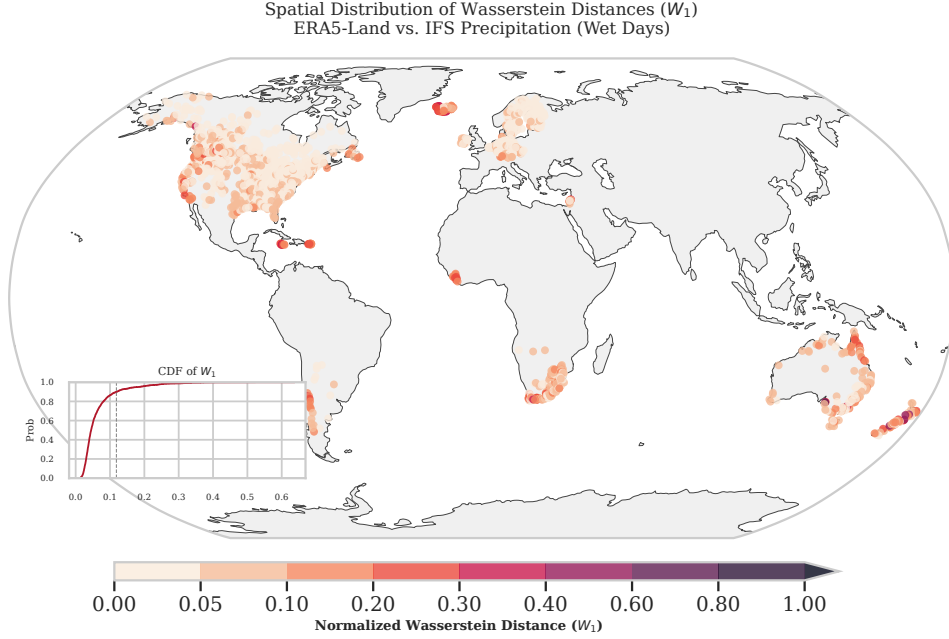 Spatial Distribution of Wasserstein Distances (W₁)
ERA5-Land vs. IFS Precipitation (Wet Days)
CDF of W₁
Prob
1.0
0.8
0.6
0.4
0.2
0.0
0.0 0.1 0.2 0.3 0.4 0.5 0.6
0.00 0.05 0.10 0.20 0.30 0.40 0.60 0.80 1.00
Normalized Wasserstein Distance (W₁)